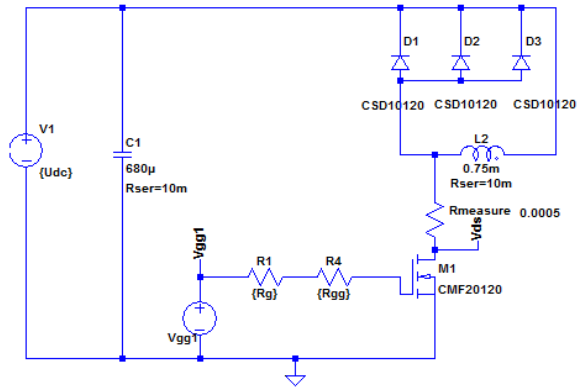 D1
D2
D3
CSD10120
CSD10120
CSD10120
V1
{Udc}
C1
680µ
Rser=10m
L2
0.75m
Rser=10m
Rmeasure 0.0005
Vds
Vgg1
R1
{Rg}
R4
{Rgg}
M1
CMF20120
Vgg1